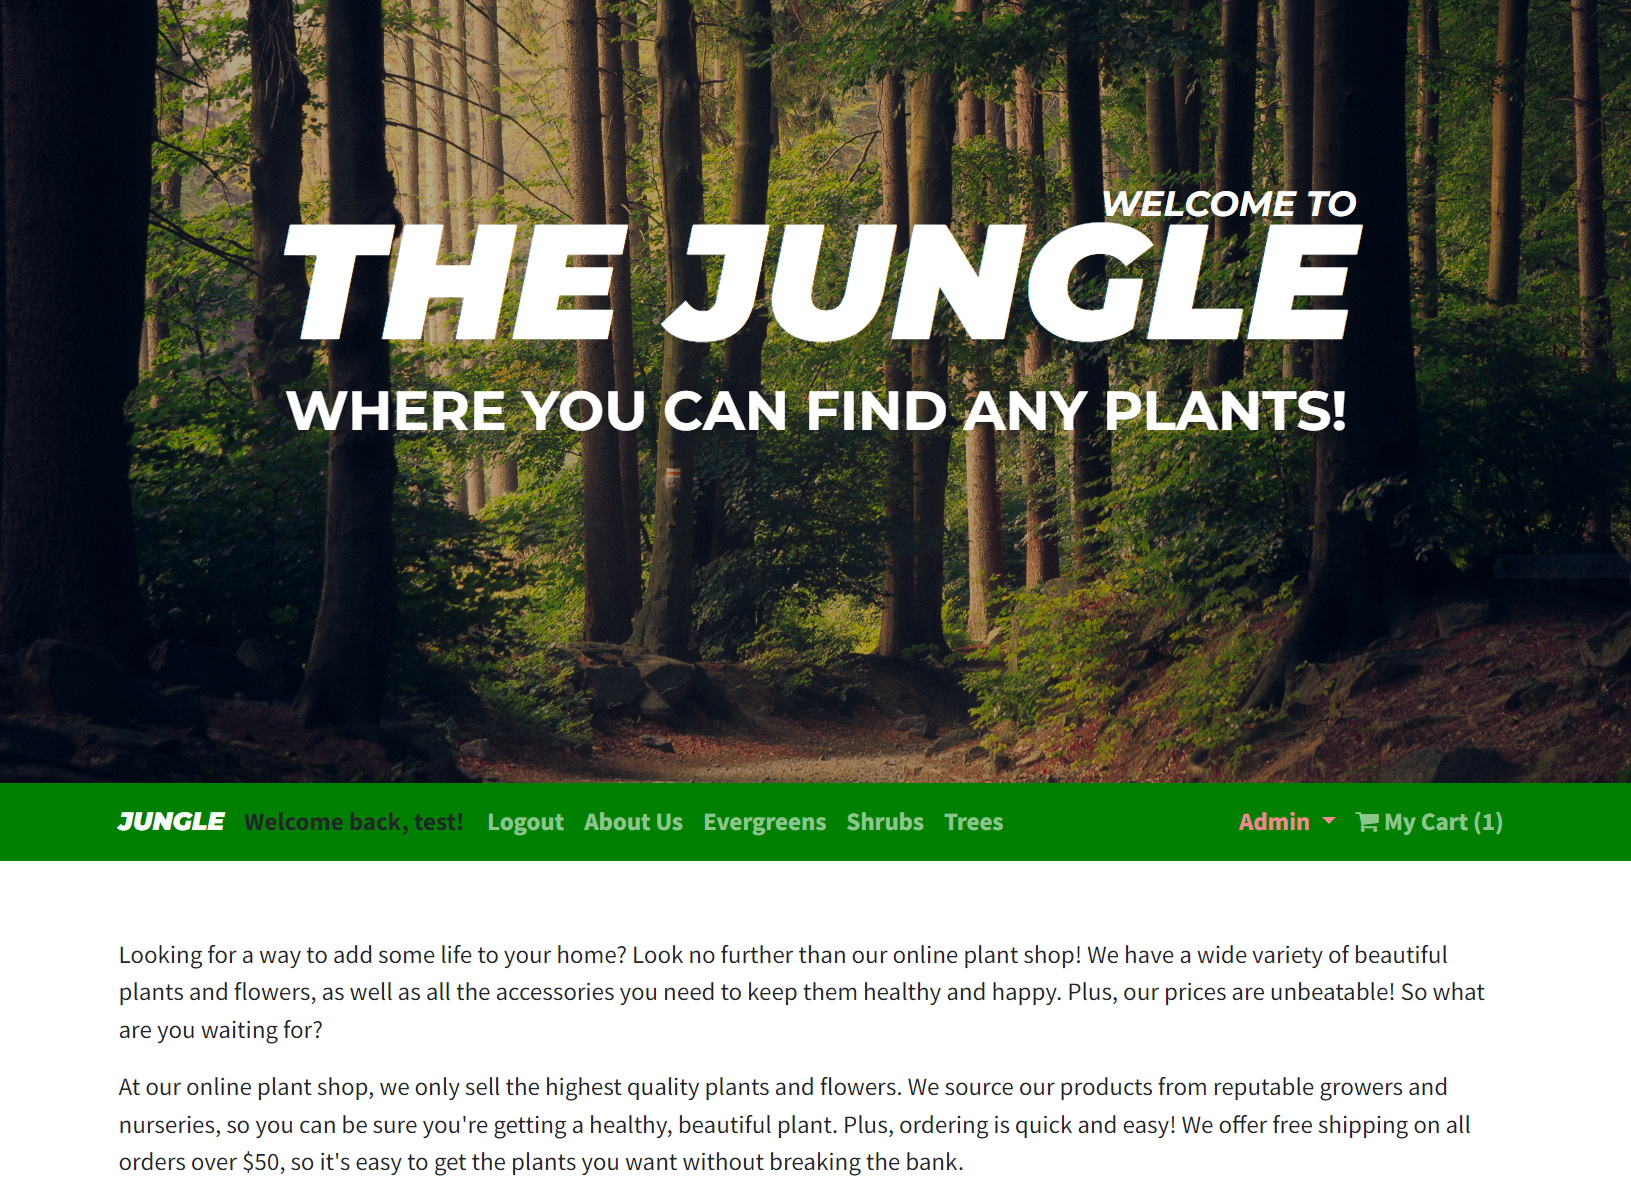 WELCOME TO
THE JUNGLE
WHERE YOU CAN FIND ANY PLANTS!
JUNGLE Welcome back, test! Logout About Us Evergreens Shrubs Trees Admin My Cart (1)
Looking for a way to add some life to your home? Look no further than our online plant shop! We have a wide variety of beautiful
plants and flowers, as well as all the accessories you need to keep them healthy and happy. Plus, our prices are unbeatable! So what
are you waiting for?
At our online plant shop, we only sell the highest quality plants and flowers. We source our products from reputable growers and
nurseries, so you can be sure you're getting a healthy, beautiful plant. Plus, ordering is quick and easy! We offer free shipping on all
orders over $50, so it's easy to get the plants you want without breaking the bank.